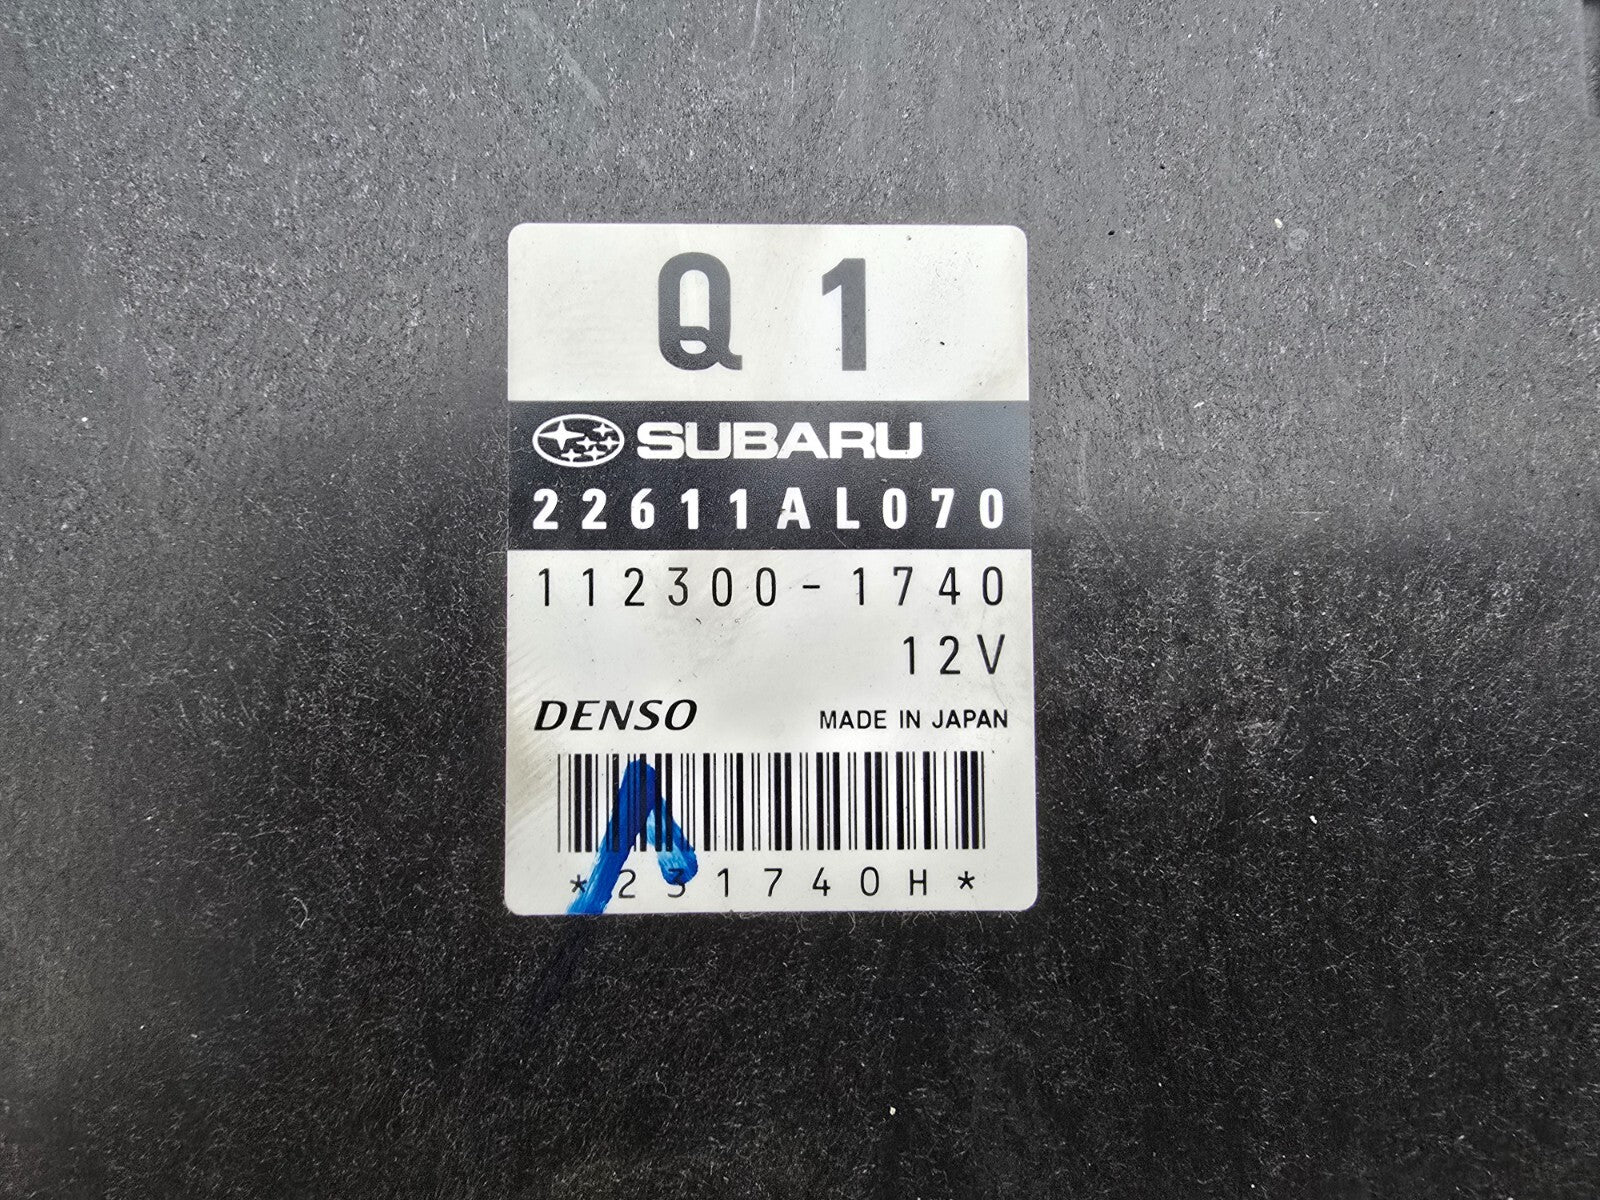 Q 1
SUBARU
22611AL070
112300-1740
12V
DENSO MADE IN JAPAN
*231740H*